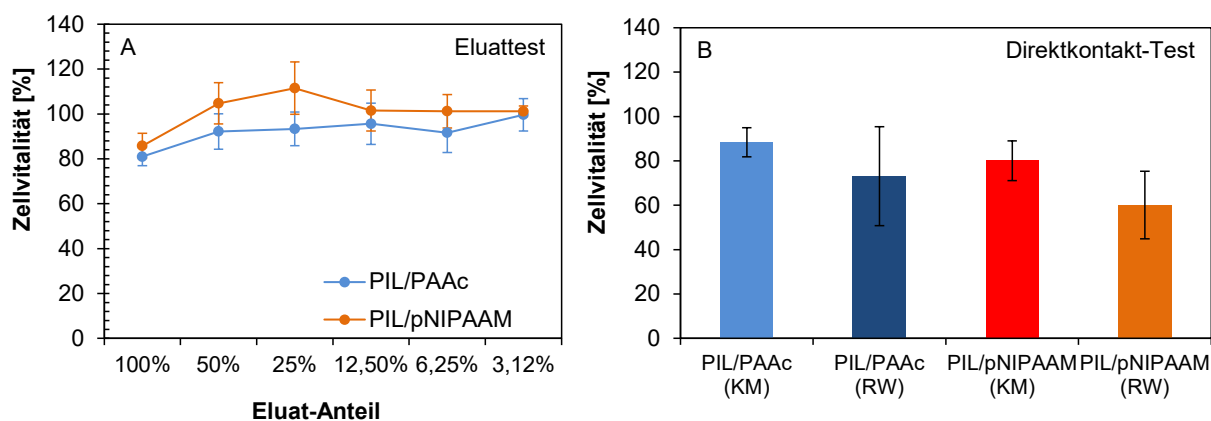 A
Eluattest
Zellvitalität [%]
140
120
100
80
60
40
20
0
PIL/PAAc
PIL/pNIPAAM
100% 50% 25% 12,50% 6,25% 3,12%
Eluat-Anteil
B
Direktkontakt-Test
Zellvitalität [%]
140
120
100
80
60
40
20
0
PIL/PAAc PIL/PAAc PIL/pNIPAAM PIL/pNIPAAM
(KM) (RW) (KM) (RW)